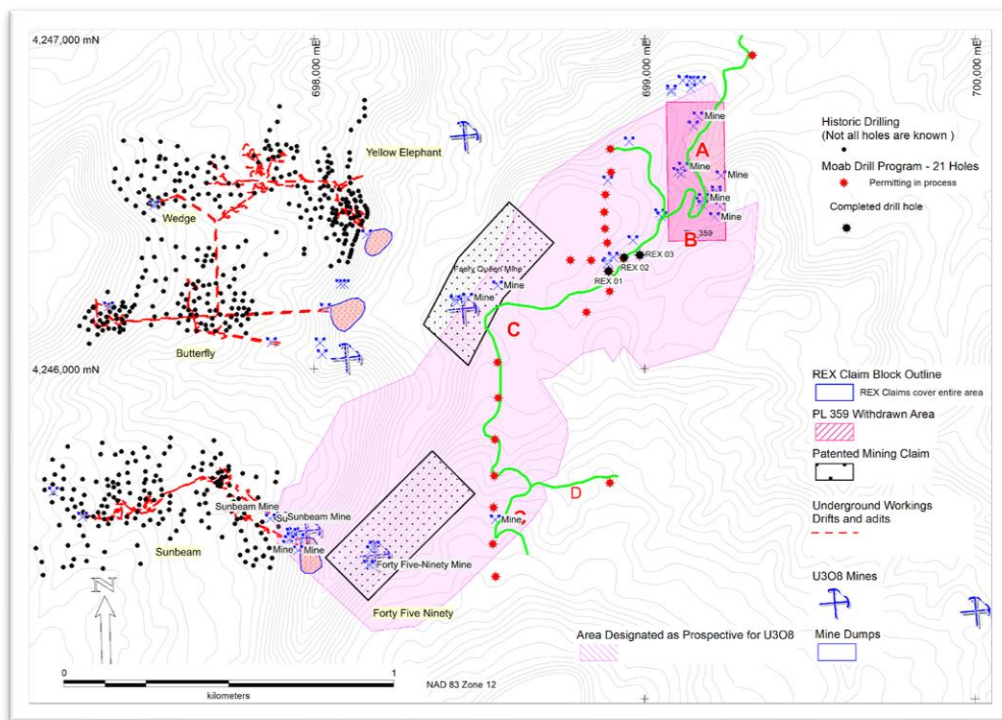 4,247,000 mN
698,000 mE
699,000 mE
700,000 mE
Mine
Historic Drilling
(Not all holes are known )
Moab Drill Program - 21 Holes
Permitting in process
Completed drill hole
Yellow Elephant
A
Mine
Mine
Wedge
Mine
Mine
B
359
REX 03
REX 02
REX 01
Mine
Mine
C
Butterfly
4,246,000 mN
REX Claim Block Outline
REX Claims cover entire area
PL 359 Withdrawn Area
Patented Mining Claim
D
Underground Workings
Drifts and adits
Sunbeam Mine
Su
Sunbeam Mine
Mine
Mine
Mine
Sunbeam
Forty Five-Ninety Mine
U3O8 Mines
Forty Five Ninety
N
Area Designated as Prospective for U3O8
Mine Dumps
0
1
kilometers
NAD 83 Zone 12